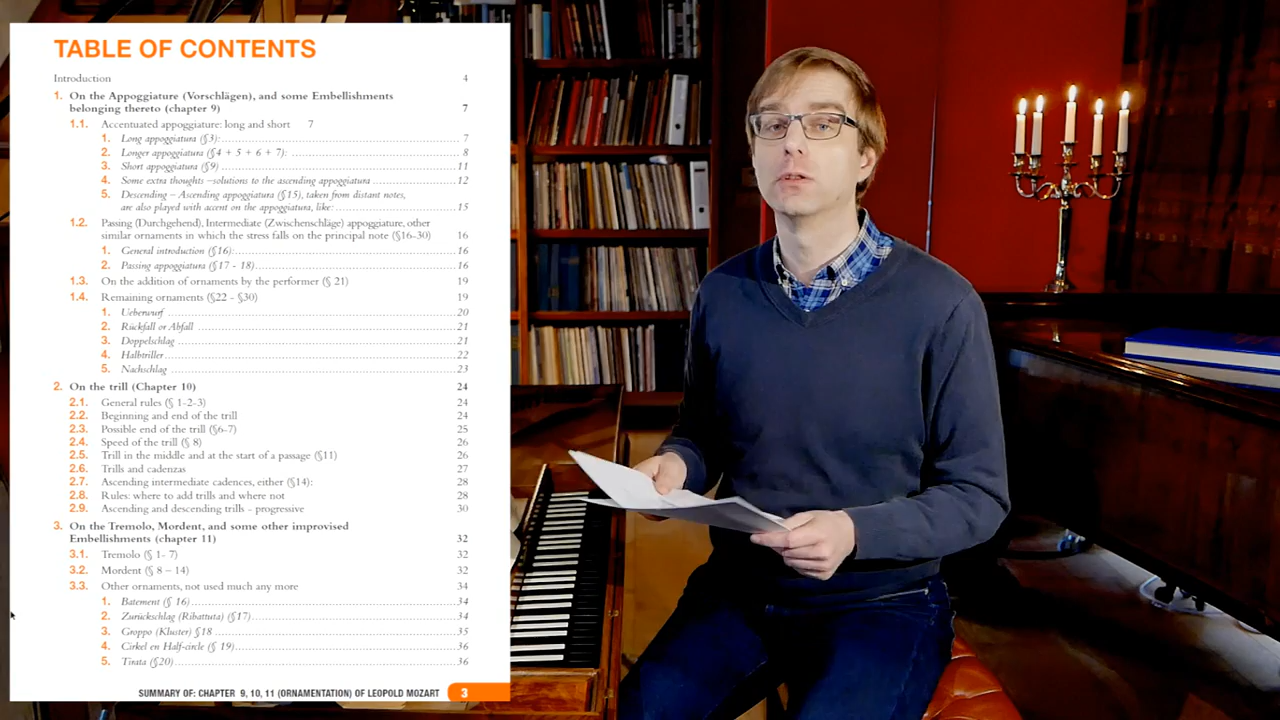 TABLE OF CONTENTS
Introduction 4
1. On the Appoggiature (Vorschlägen), and some Embellishments
belonging thereto (chapter 9) 7
1.1. Accentuated appoggiature: long and short 7
1. Long appoggiatura (§3): 7
2. Longer appoggiatura (§4 + 5 + 6 + 7): 8
3. Short appoggiatura (§9) 11
4. Some extra thoughts –solutions to the ascending appoggiatura 12
5. Descending – Ascending appoggiatura (§15), taken from distant notes,
are also played with accent on the appoggiatura, like: 15
1.2. Passing (Durchgehend), Intermediate (Zwischenschläge) appoggiature, other
similar ornaments in which the stress falls on the principal note (§16-30) 16
1. General introduction (§16): 16
2. Passing appoggiatura (§17 - 18) 16
1.3. On the addition of ornaments by the performer (§ 21) 19
1.4. Remaining ornaments (§22 - §30) 19
1. Ueberwurf 20
2. Rückfall or Abfall 21
3. Doppelschlag 21
4. Halbtriller 22
5. Nachschlag 23
2. On the trill (Chapter 10) 24
2.1. General rules (§ 1-2-3) 24
2.2. Beginning and end of the trill 24
2.3. Possible end of the trill (§6-7) 25
2.4. Speed of the trill (§ 8) 26
2.5. Trill in the middle and at the start of a passage (§11) 26
2.6. Trills and cadenzas 27
2.7. Ascending intermediate cadences, either (§14): 28
2.8. Rules: where to add trills and where not 28
2.9. Ascending and descending trills - progressive 30
3. On the Tremolo, Mordent, and some other improvised
Embellishments (chapter 11) 32
3.1. Tremolo (§ 1- 7) 32
3.2. Mordent (§ 8 – 14) 32
3.3. Other ornaments, not used much any more 34
1. Batement (§ 16) 34
2. Zurückschlag (Ribattuta) (§17) 34
3. Groppo (Kluster) §18 35
4. Cirkel en Half-circle (§ 19) 36
5. Tirata (§20) 36
SUMMARY OF: CHAPTER 9, 10, 11 (ORNAMENTATION) OF LEOPOLD MOZART 3